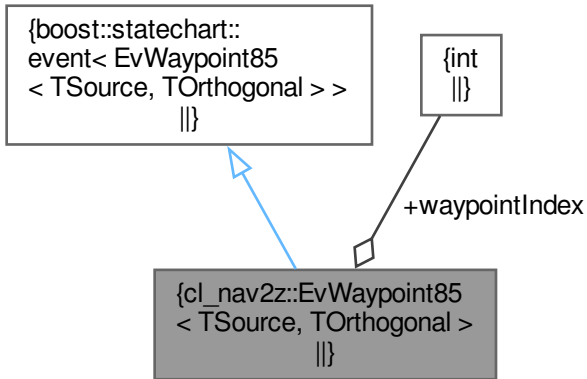 {boost::statechart::
event< EvWaypoint85
< TSource, TOrthogonal > >
||}
{int
||}
+waypointIndex
{cl_nav2z::EvWaypoint85
< TSource, TOrthogonal >
||}